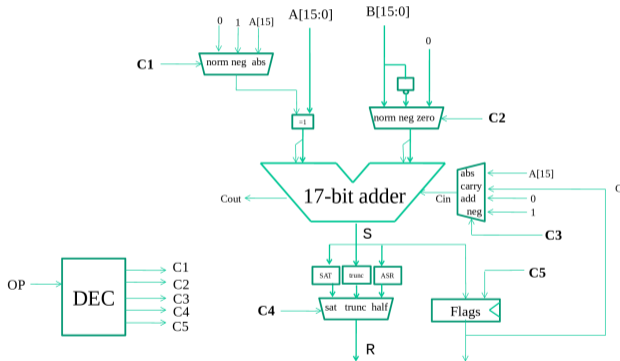 0 1 A[15]
A[15:0]
B[15:0]
0
C1
norm neg abs
=1
norm neg zero
C2
17-bit adder
Cout
Cin
abs
carry
add
neg
A[15]
0
1
C3
S
SAT
trunc
ASR
C5
OP
DEC
C1
C2
C3
C4
C5
C4
sat trunc half
Flags
R